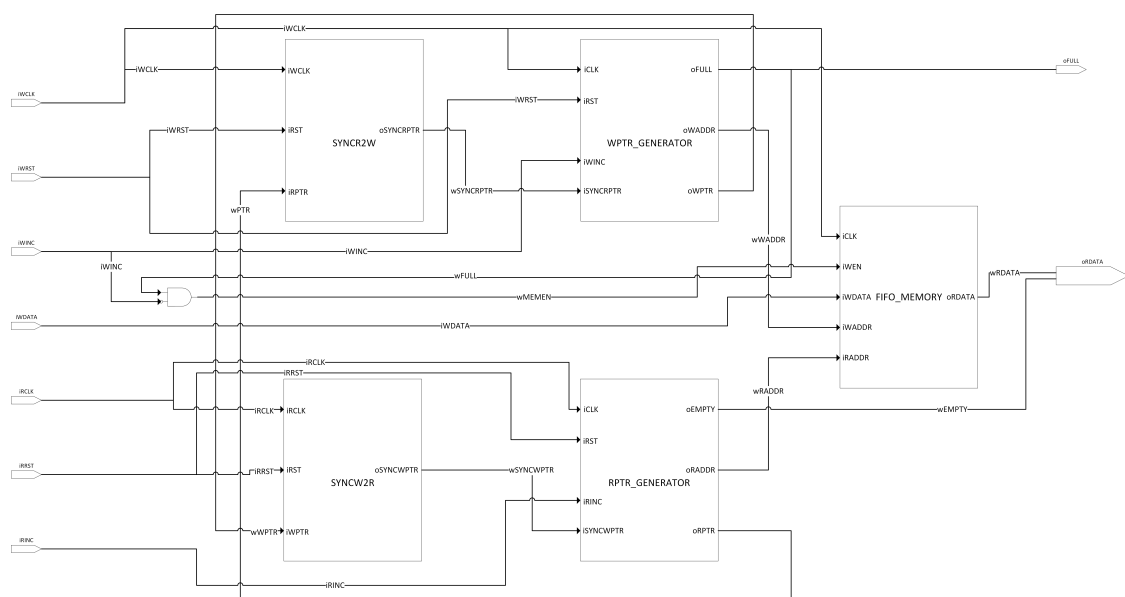 iWCLK
oFULL
iWCLK
oFULL
iWCLK
iWCLK
iCLK
iWCLK
iWRST
iRST
iWRST
iRST
oSYNCRPTR
oWADDR
SYNCR2W
WPTR_GENERATOR
iWINC
iWRST
iRPTR
wSYNCRPTR
iSYNCRPTR
oWPTR
wPTR
iCLK
wWADDR
iWINC
iWINC
iWINC
wFULL
iWEN
wRDATA
oRDATA
wMEMEN
iWDATA
FIFO_MEMORY
oRDATA
iWDATA
iWDATA
iWADDR
iRADDR
iRCLK
iRRST
iRCLK
wRADDR
iRCLK
iRCLK
iCLK
oEMPTY
wEMPTY
iRST
iRRST
iRRST
iRST
oSYNCWPTR
wSYNCWPTR
oRADDR
SYNCW2R
RPTR_GENERATOR
iRINC
wWPTR
iWPTR
iSYNCWPTR
oRPTR
iRINC
iRINC